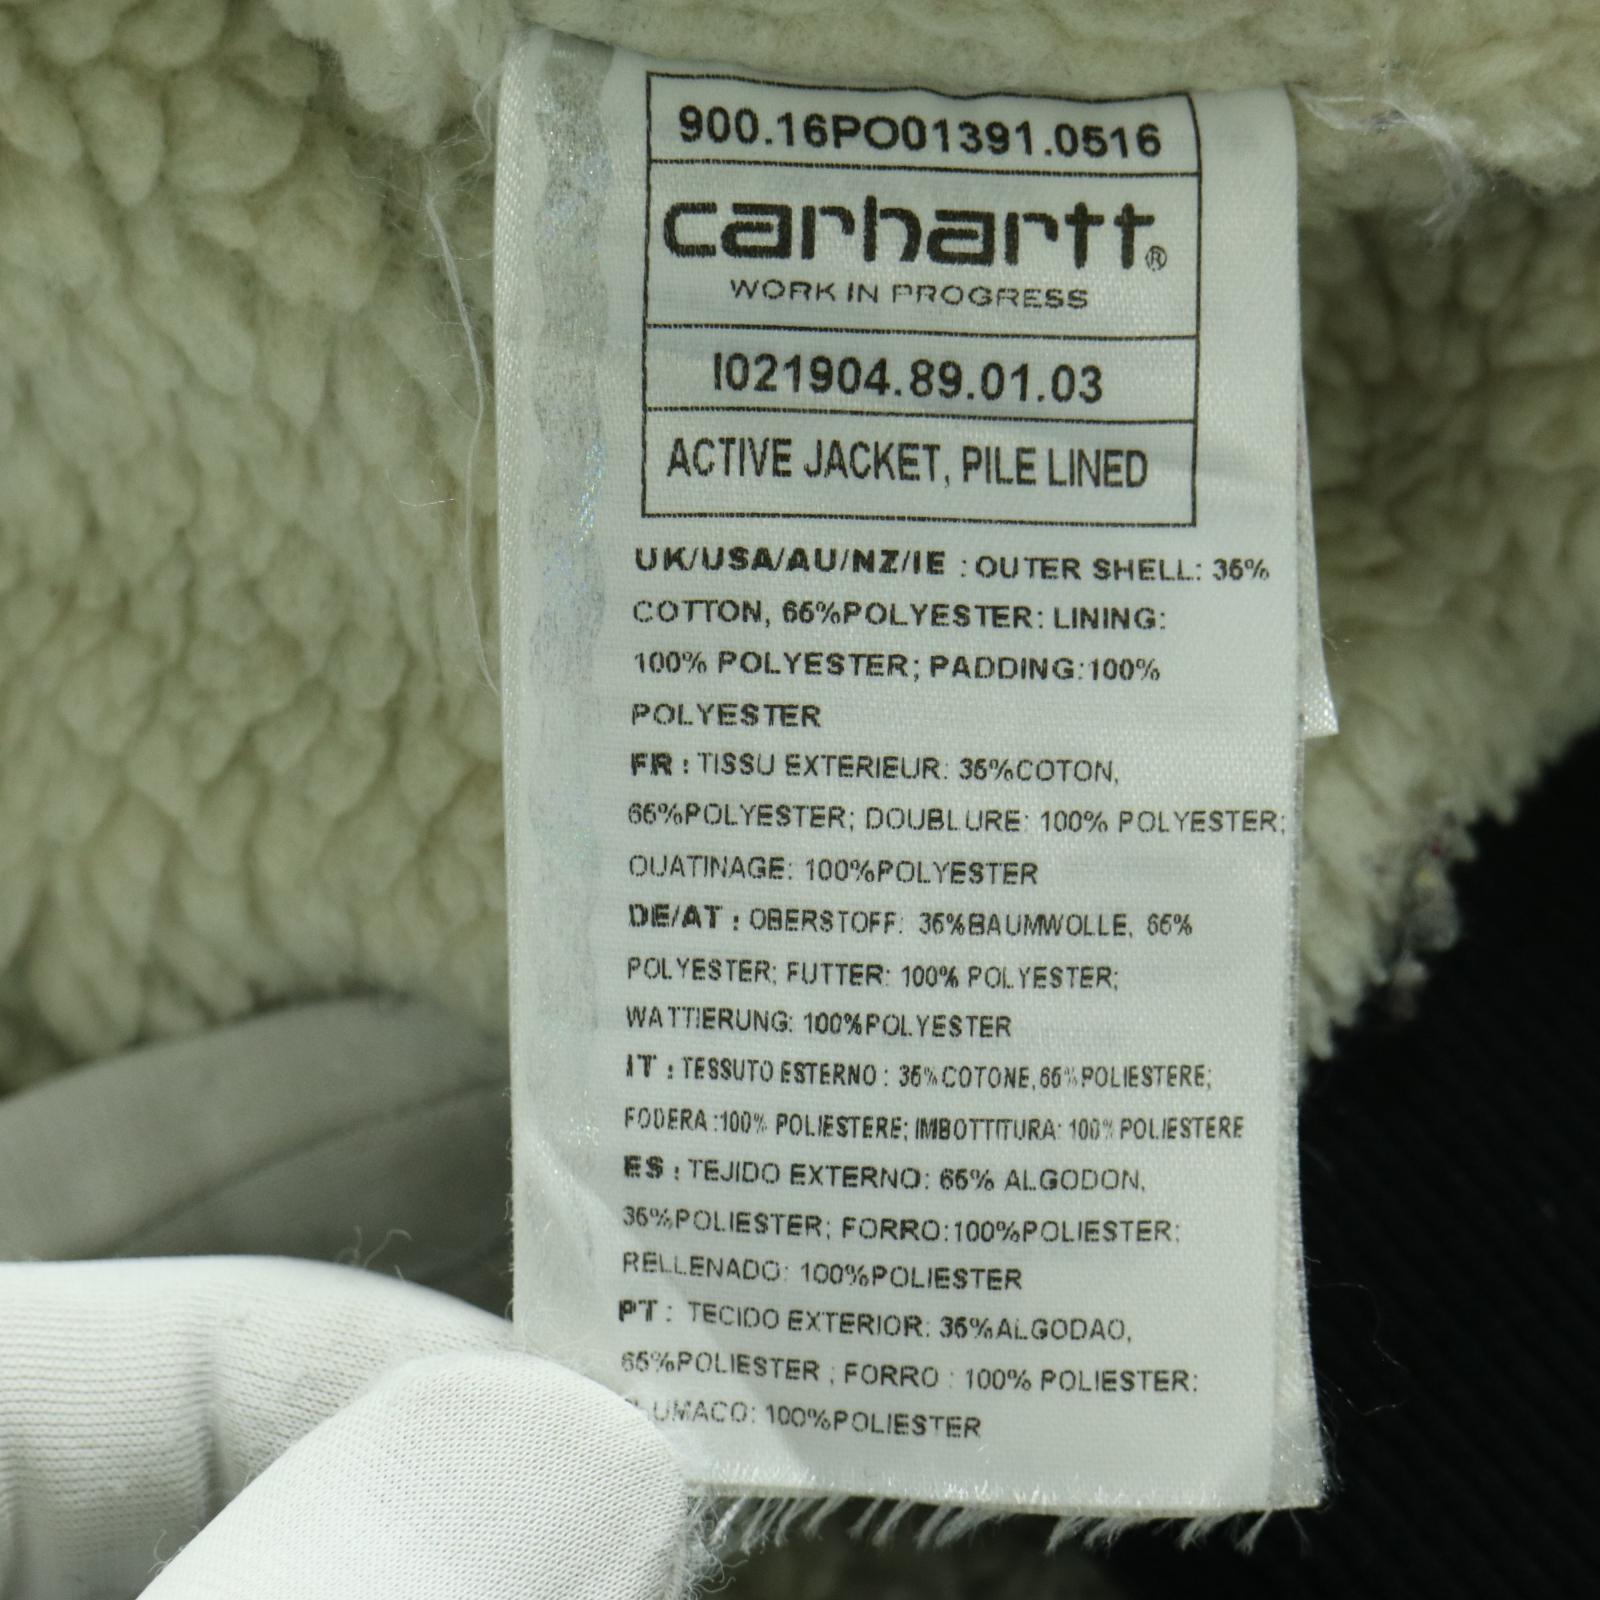 900.16PO01391.0516
carhartt®
WORK IN PROGRESS
I021904.89.01.03
ACTIVE JACKET, PILE LINED
UK/USA/AU/NZ/IE : OUTER SHELL: 35%
COTTON, 65%POLYESTER; LINING:
100% POLYESTER; PADDING:100%
POLYESTER
FR : TISSU EXTERIEUR: 35%COTON,
65%POLYESTER; DOUBLURE: 100% POLYESTER;
OUATINAGE: 100%POLYESTER
DE/AT : OBERSTOFF: 35%BAUMWOLLE, 65%
POLYESTER; FUTTER: 100% POLYESTER;
WATTIERUNG: 100%POLYESTER
IT : TESSUTO ESTERNO : 35%COTONE,65%POLIESTERE;
FODERA :100% POLIESTERE; IMBOTTITURA: 100%POLIESTERE
ES : TEJIDO EXTERNO: 65% ALGODON,
35%POLIESTER; FORRO:100%POLIESTER;
RELLENADO: 100%POLIESTER
PT : TECIDO EXTERIOR: 35%ALGODAO,
65%POLIESTER ; FORRO : 100% POLIESTER;
100%POLIESTER